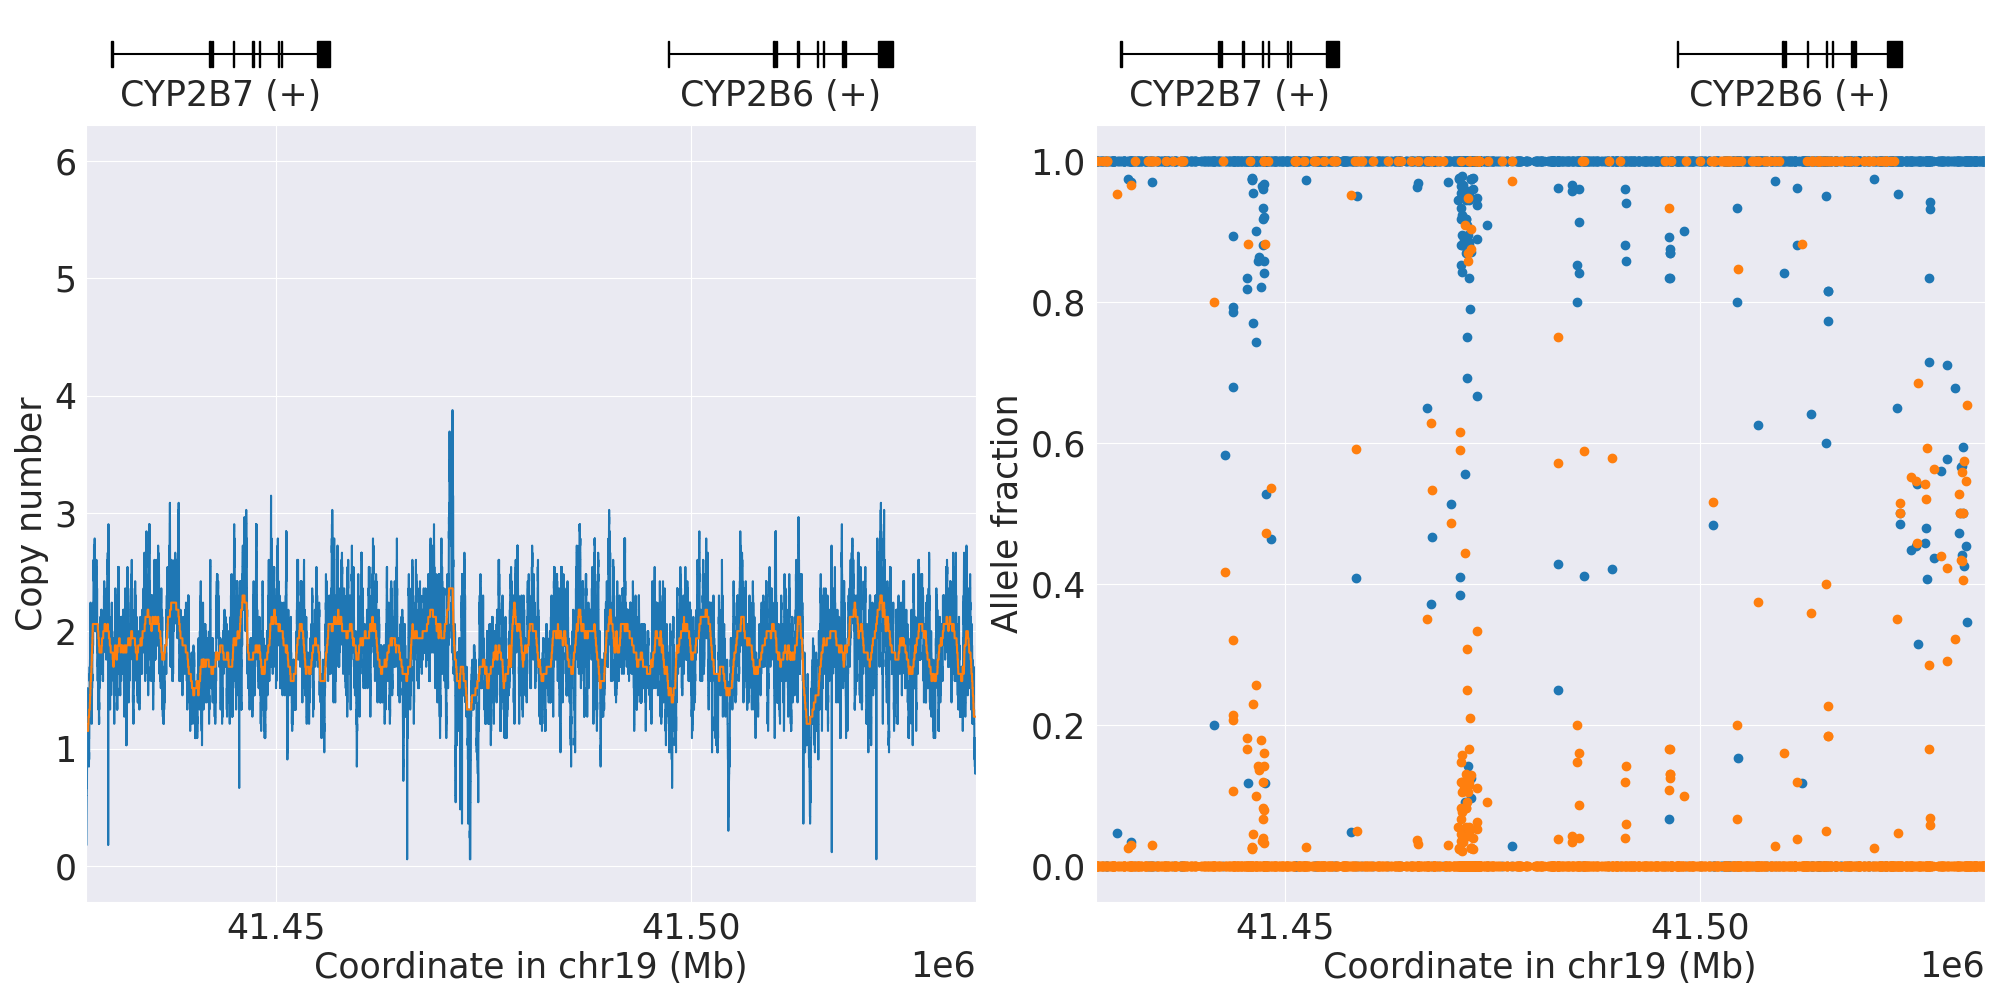 CYP2B7 (+)
CYP2B6 (+)
Copy number
6
5
4
3
2
1
0
41.45
41.50
Coordinate in chr19 (Mb)
1e6
CYP2B7 (+)
CYP2B6 (+)
Allele fraction
1.0
0.8
0.6
0.4
0.2
0.0
41.45
41.50
Coordinate in chr19 (Mb)
1e6